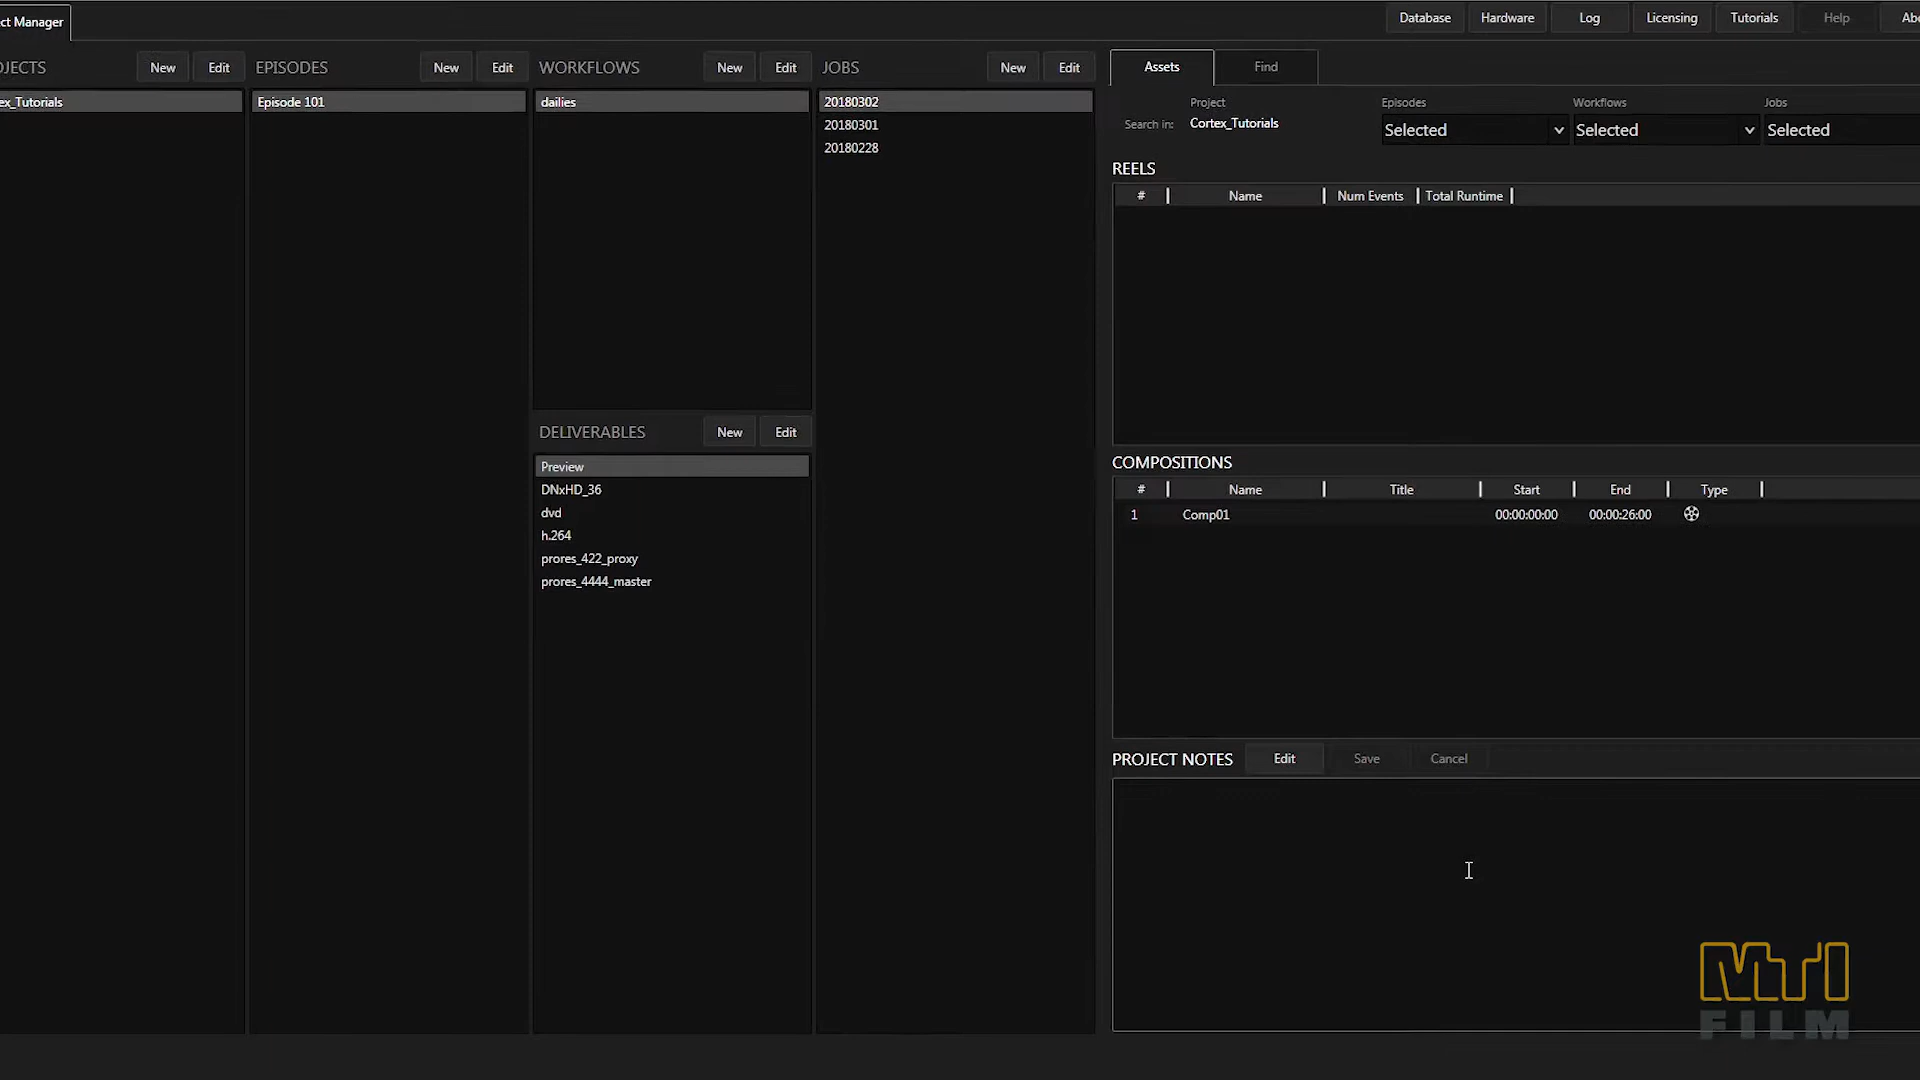 ct Manager
Database
Hardware
Log
Licensing
Tutorials
Help
Abo
OJECTS
New
Edit
EPISODES
New
Edit
WORKFLOWS
New
Edit
JOBS
New
Edit
Assets
Find
ex_Tutorials
Episode 101
dailies
20180302
20180301
20180228
Search in:
Project
Cortex_Tutorials
Episodes
Selected
Workflows
Selected
Jobs
Selected
REELS
# Name Num Events Total Runtime
DELIVERABLES
New
Edit
Preview
DNxHD_36
dvd
h.264
prores_422_proxy
prores_4444_master
COMPOSITIONS
# Name Title Start End Type
1 Comp01 00:00:00:00 00:00:26:00
PROJECT NOTES
Edit
Save
Cancel
MTI
FILM